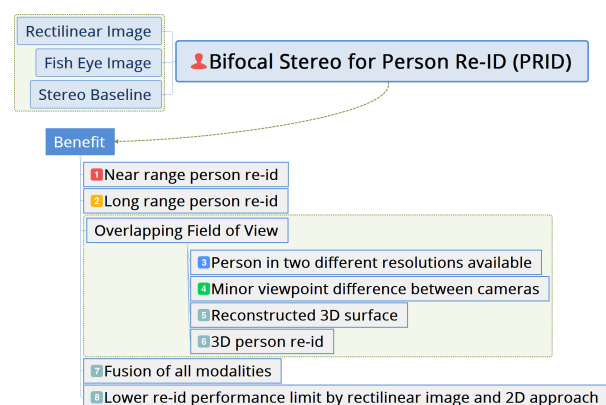 Rectilinear Image
Fish Eye Image
Stereo Baseline
Bifocal Stereo for Person Re-ID (PRID)
Benefit
1 Near range person re-id
2 Long range person re-id
Overlapping Field of View
3 Person in two different resolutions available
4 Minor viewpoint difference between cameras
5 Reconstructed 3D surface
6 3D person re-id
7 Fusion of all modalities
8 Lower re-id performance limit by rectilinear image and 2D approach